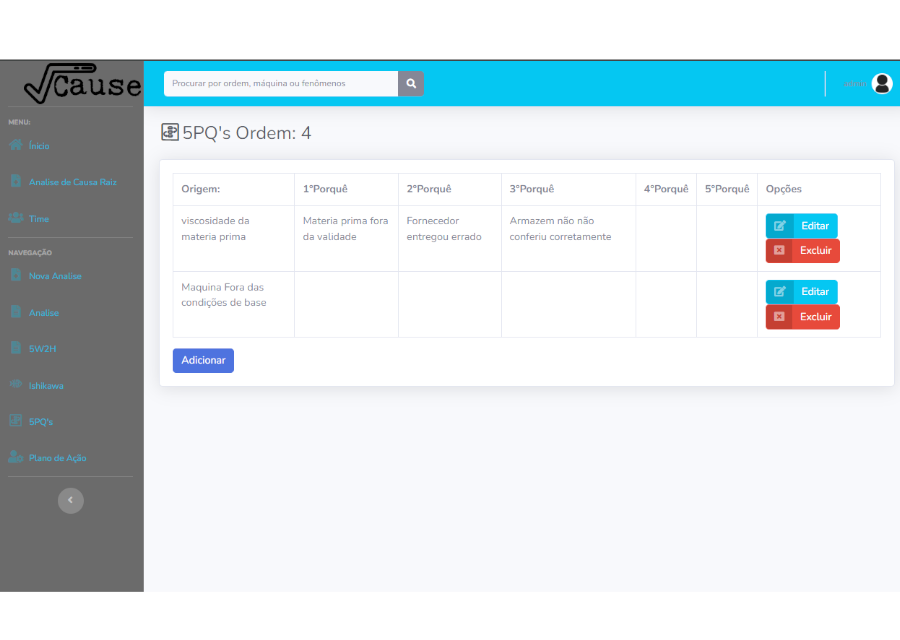 Cause
Procurar por ordem, máquina ou fenômenos
admin
MENU:
Ínicio
Analise de Causa Raiz
Time
NAVEGAÇÃO
Nova Analise
Analise
5W2H
Ishikawa
5PQ's
Plano de Ação
5PQ's Ordem: 4
Origem: 1°Porquê 2°Porquê 3°Porquê 4°Porquê 5°Porquê Opções
viscosidade da Materia prima fora Fornecedor Armazem não não
materia prima da validade entregou errado conferiu corretamente
Editar
Excluir
Maquina Fora das
condições de base
Editar
Excluir
Adicionar